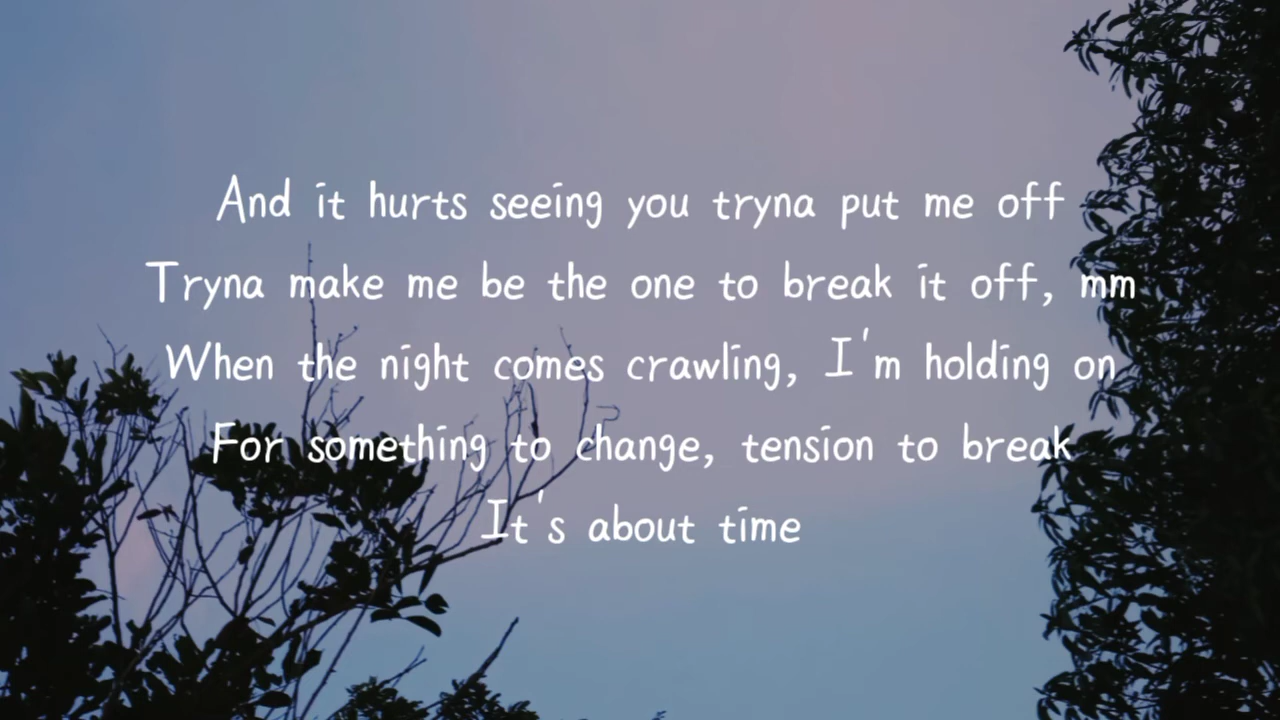 And it hurts seeing you tryna put me off
Tryna make me be the one to break it off, mm
When the night comes crawling, I'm holding on
For something to change, tension to break
It's about time